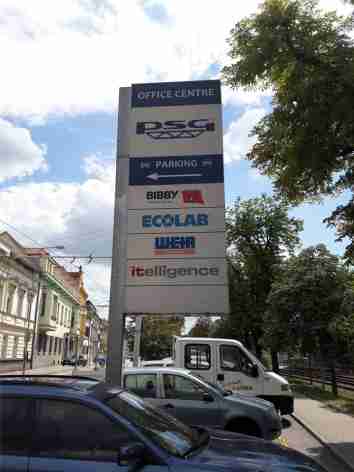 OFFICE CENTRE
PSG
PARKING
BIBBY
ECOLAB
WEIR
itelligence